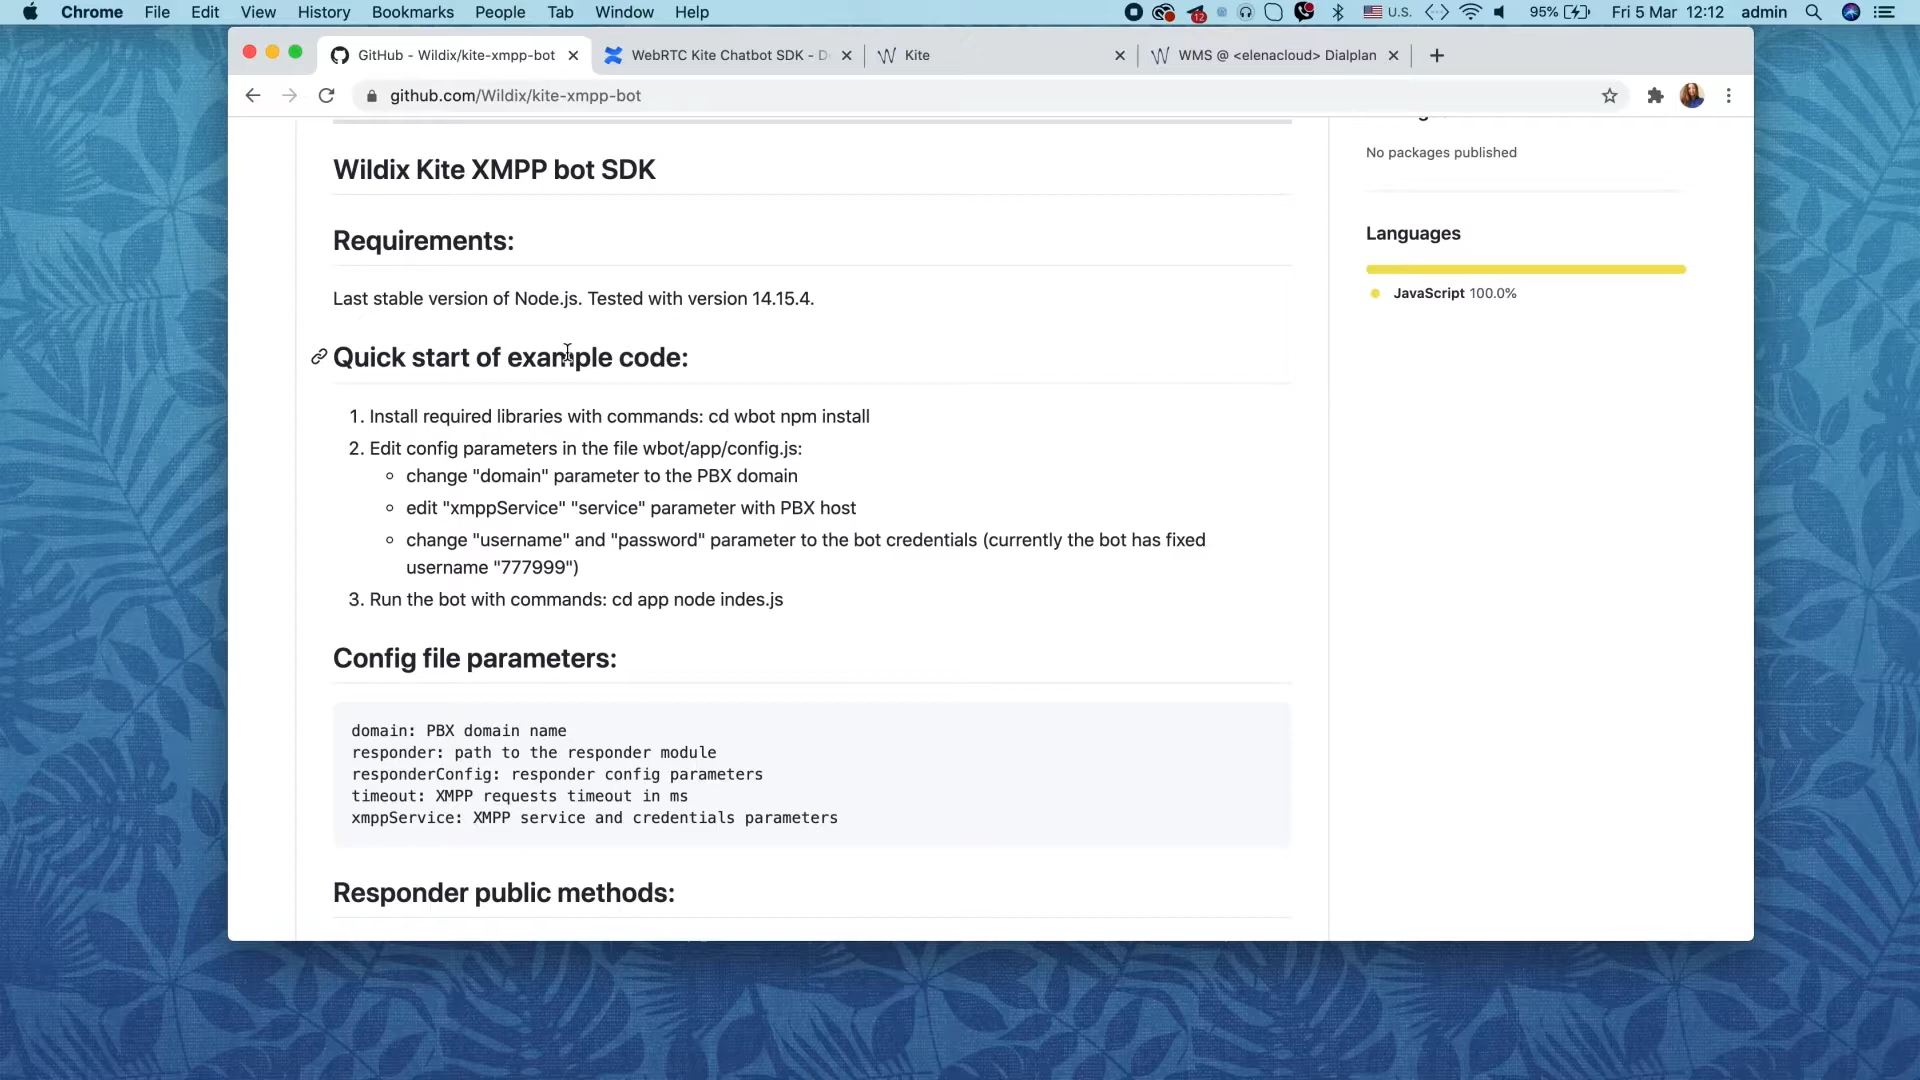 Chrome File Edit View History Bookmarks People Tab Window Help
12
U.S.
95%
Fri 5 Mar 12:12
admin
GitHub - Wildix/kite-xmpp-bot
WebRTC Kite Chatbot SDK - D
Kite
WMS @ <elenacloud> Dialplan
github.com/Wildix/kite-xmpp-bot
Wildix Kite XMPP bot SDK
Requirements:
Last stable version of Node.js. Tested with version 14.15.4.
Quick start of example code:
1. Install required libraries with commands: cd wbot npm install
2. Edit config parameters in the file wbot/app/config.js:
change "domain" parameter to the PBX domain
edit "xmppService" "service" parameter with PBX host
change "username" and "password" parameter to the bot credentials (currently the bot has fixed
username "777999")
3. Run the bot with commands: cd app node indes.js
Config file parameters:
domain: PBX domain name
responder: path to the responder module
responderConfig: responder config parameters
timeout: XMPP requests timeout in ms
xmppService: XMPP service and credentials parameters
Responder public methods:
No packages published
Languages
JavaScript 100.0%